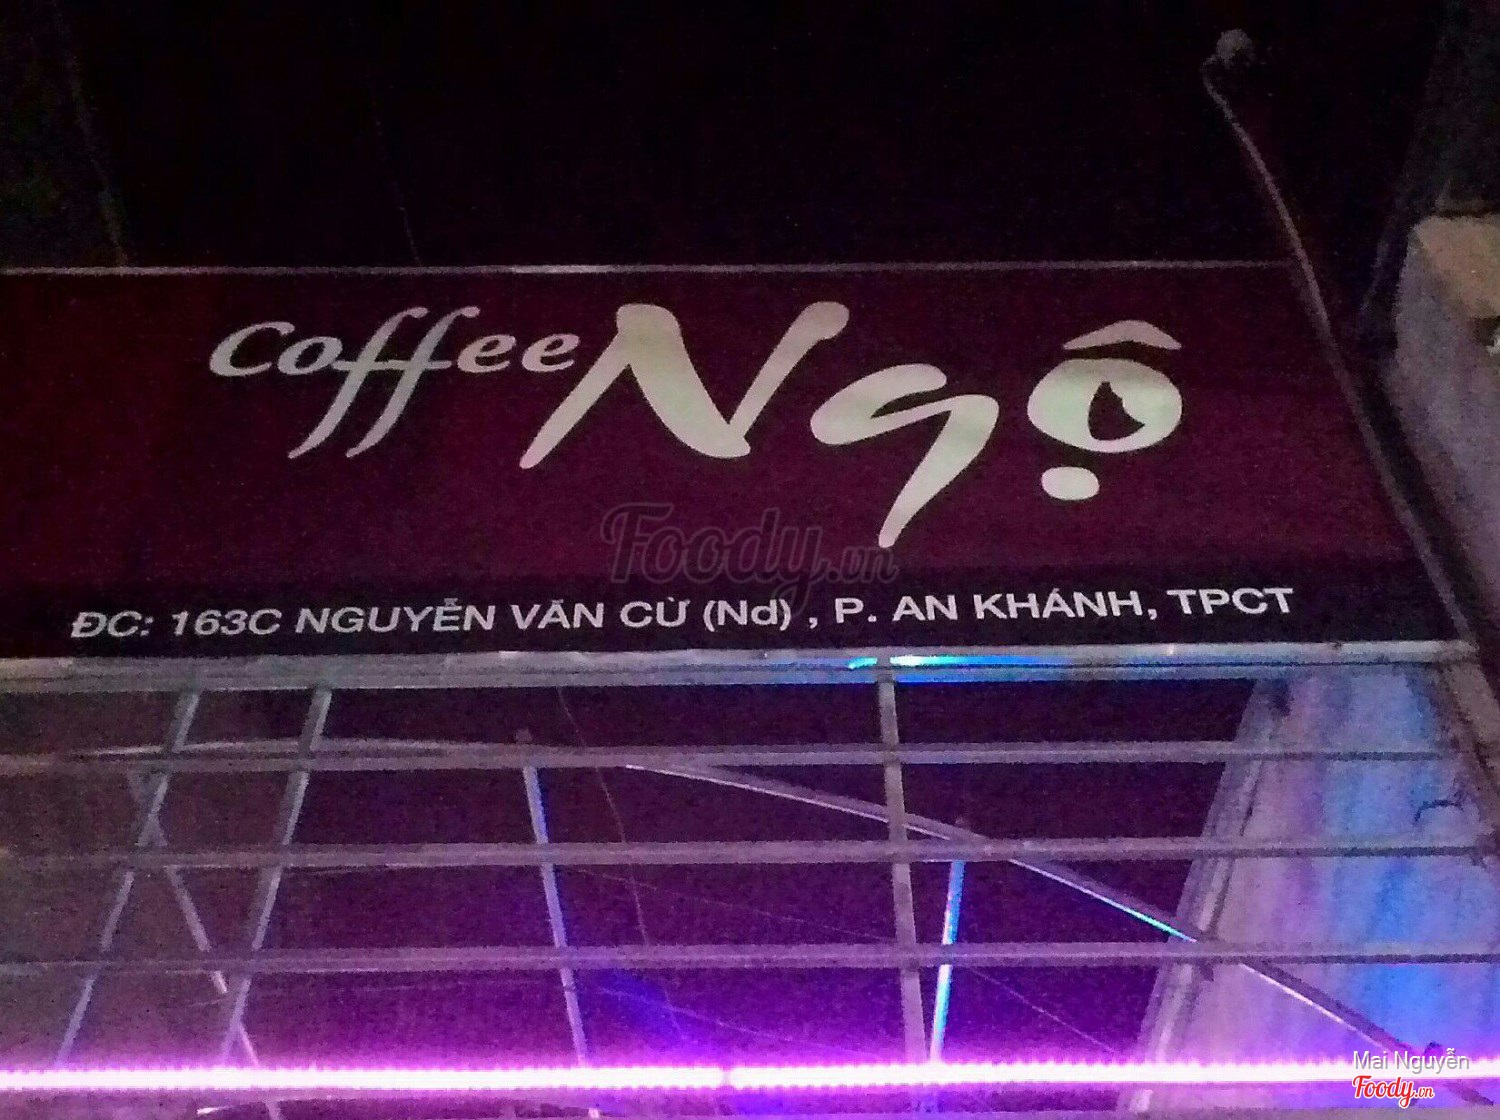 Coffee Ngộ
Foody.vn
ĐC: 163C NGUYỄN VĂN CỪ (Nd) , P. AN KHÁNH, TPCT
Mai Nguyễn
Foody.vn